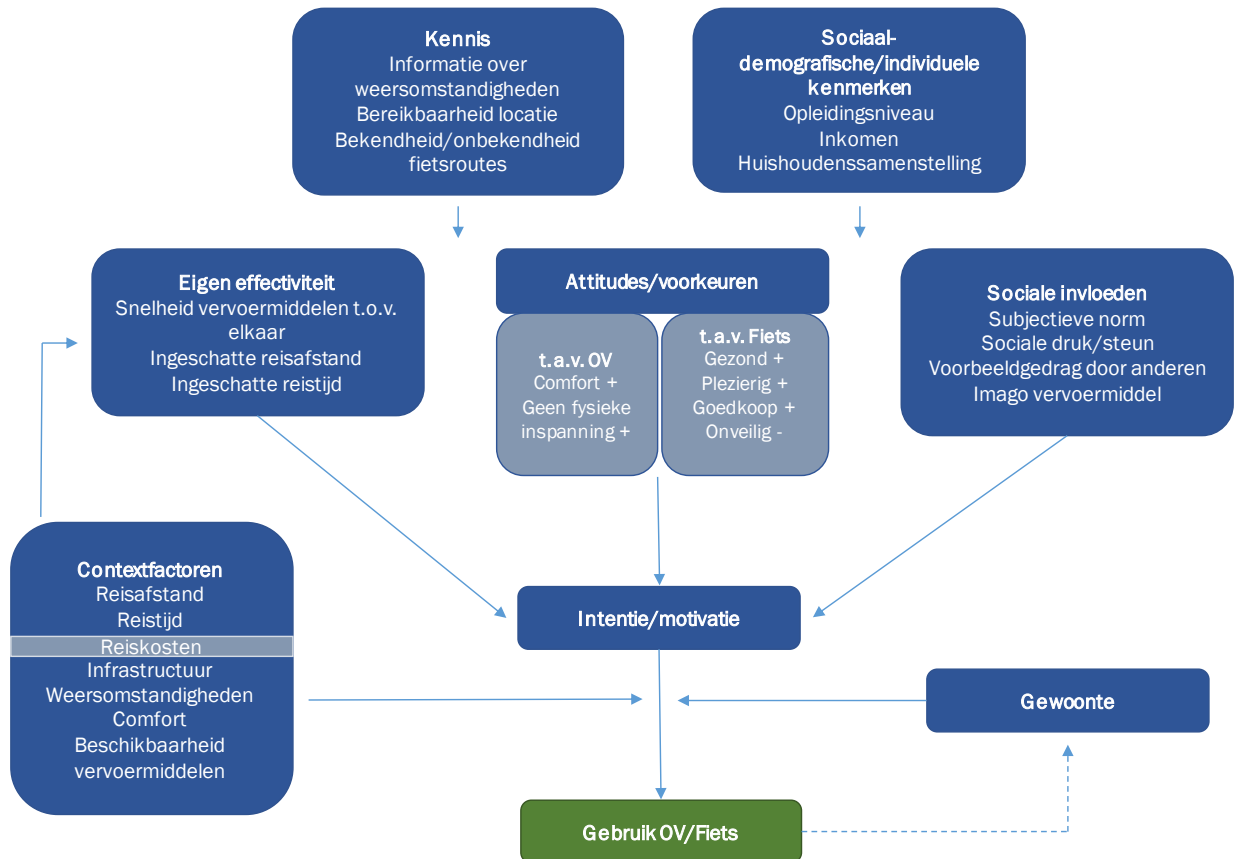 Kennis
Informatie over
weersomstandigheden
Bereikbaarheid locatie
Bekendheid/onbekendheid
fietsroutes
Sociaal-
demografische/individuele
kenmerken
Opleidingsniveau
Inkomen
Huishoudenssamenstelling
Eigen effectiviteit
Snelheid vervoermiddelen t.o.v.
elkaar
Ingeschatte reisafstand
Ingeschatte reistijd
Attitudes/voorkeuren
t.a.v. OV
Comfort +
Geen fysieke
inspanning +
t.a.v. Fiets
Gezond +
Plezierig +
Goedkoop +
Onveilig -
Sociale invloeden
Subjectieve norm
Sociale druk/steun
Voorbeeldgedrag door anderen
Imago vervoermiddel
Contextfactoren
Reisafstand
Reistijd
Reiskosten
Infrastructuur
Weersomstandigheden
Comfort
Beschikbaarheid
vervoermiddelen
Intentie/motivatie
Gewoonte
Gebruik OV/Fiets